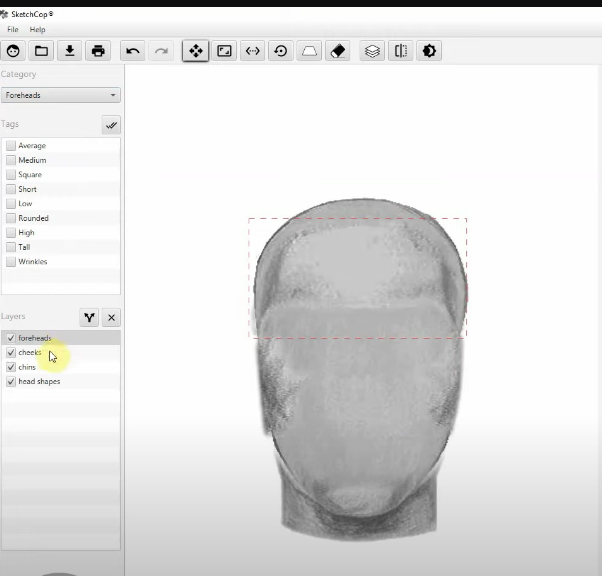 SketchCop®
File Help
Category
Foreheads
Tags
Average
Medium
Square
Short
Low
Rounded
High
Tall
Wrinkles
Layers
foreheads
cheeks
chins
head shapes